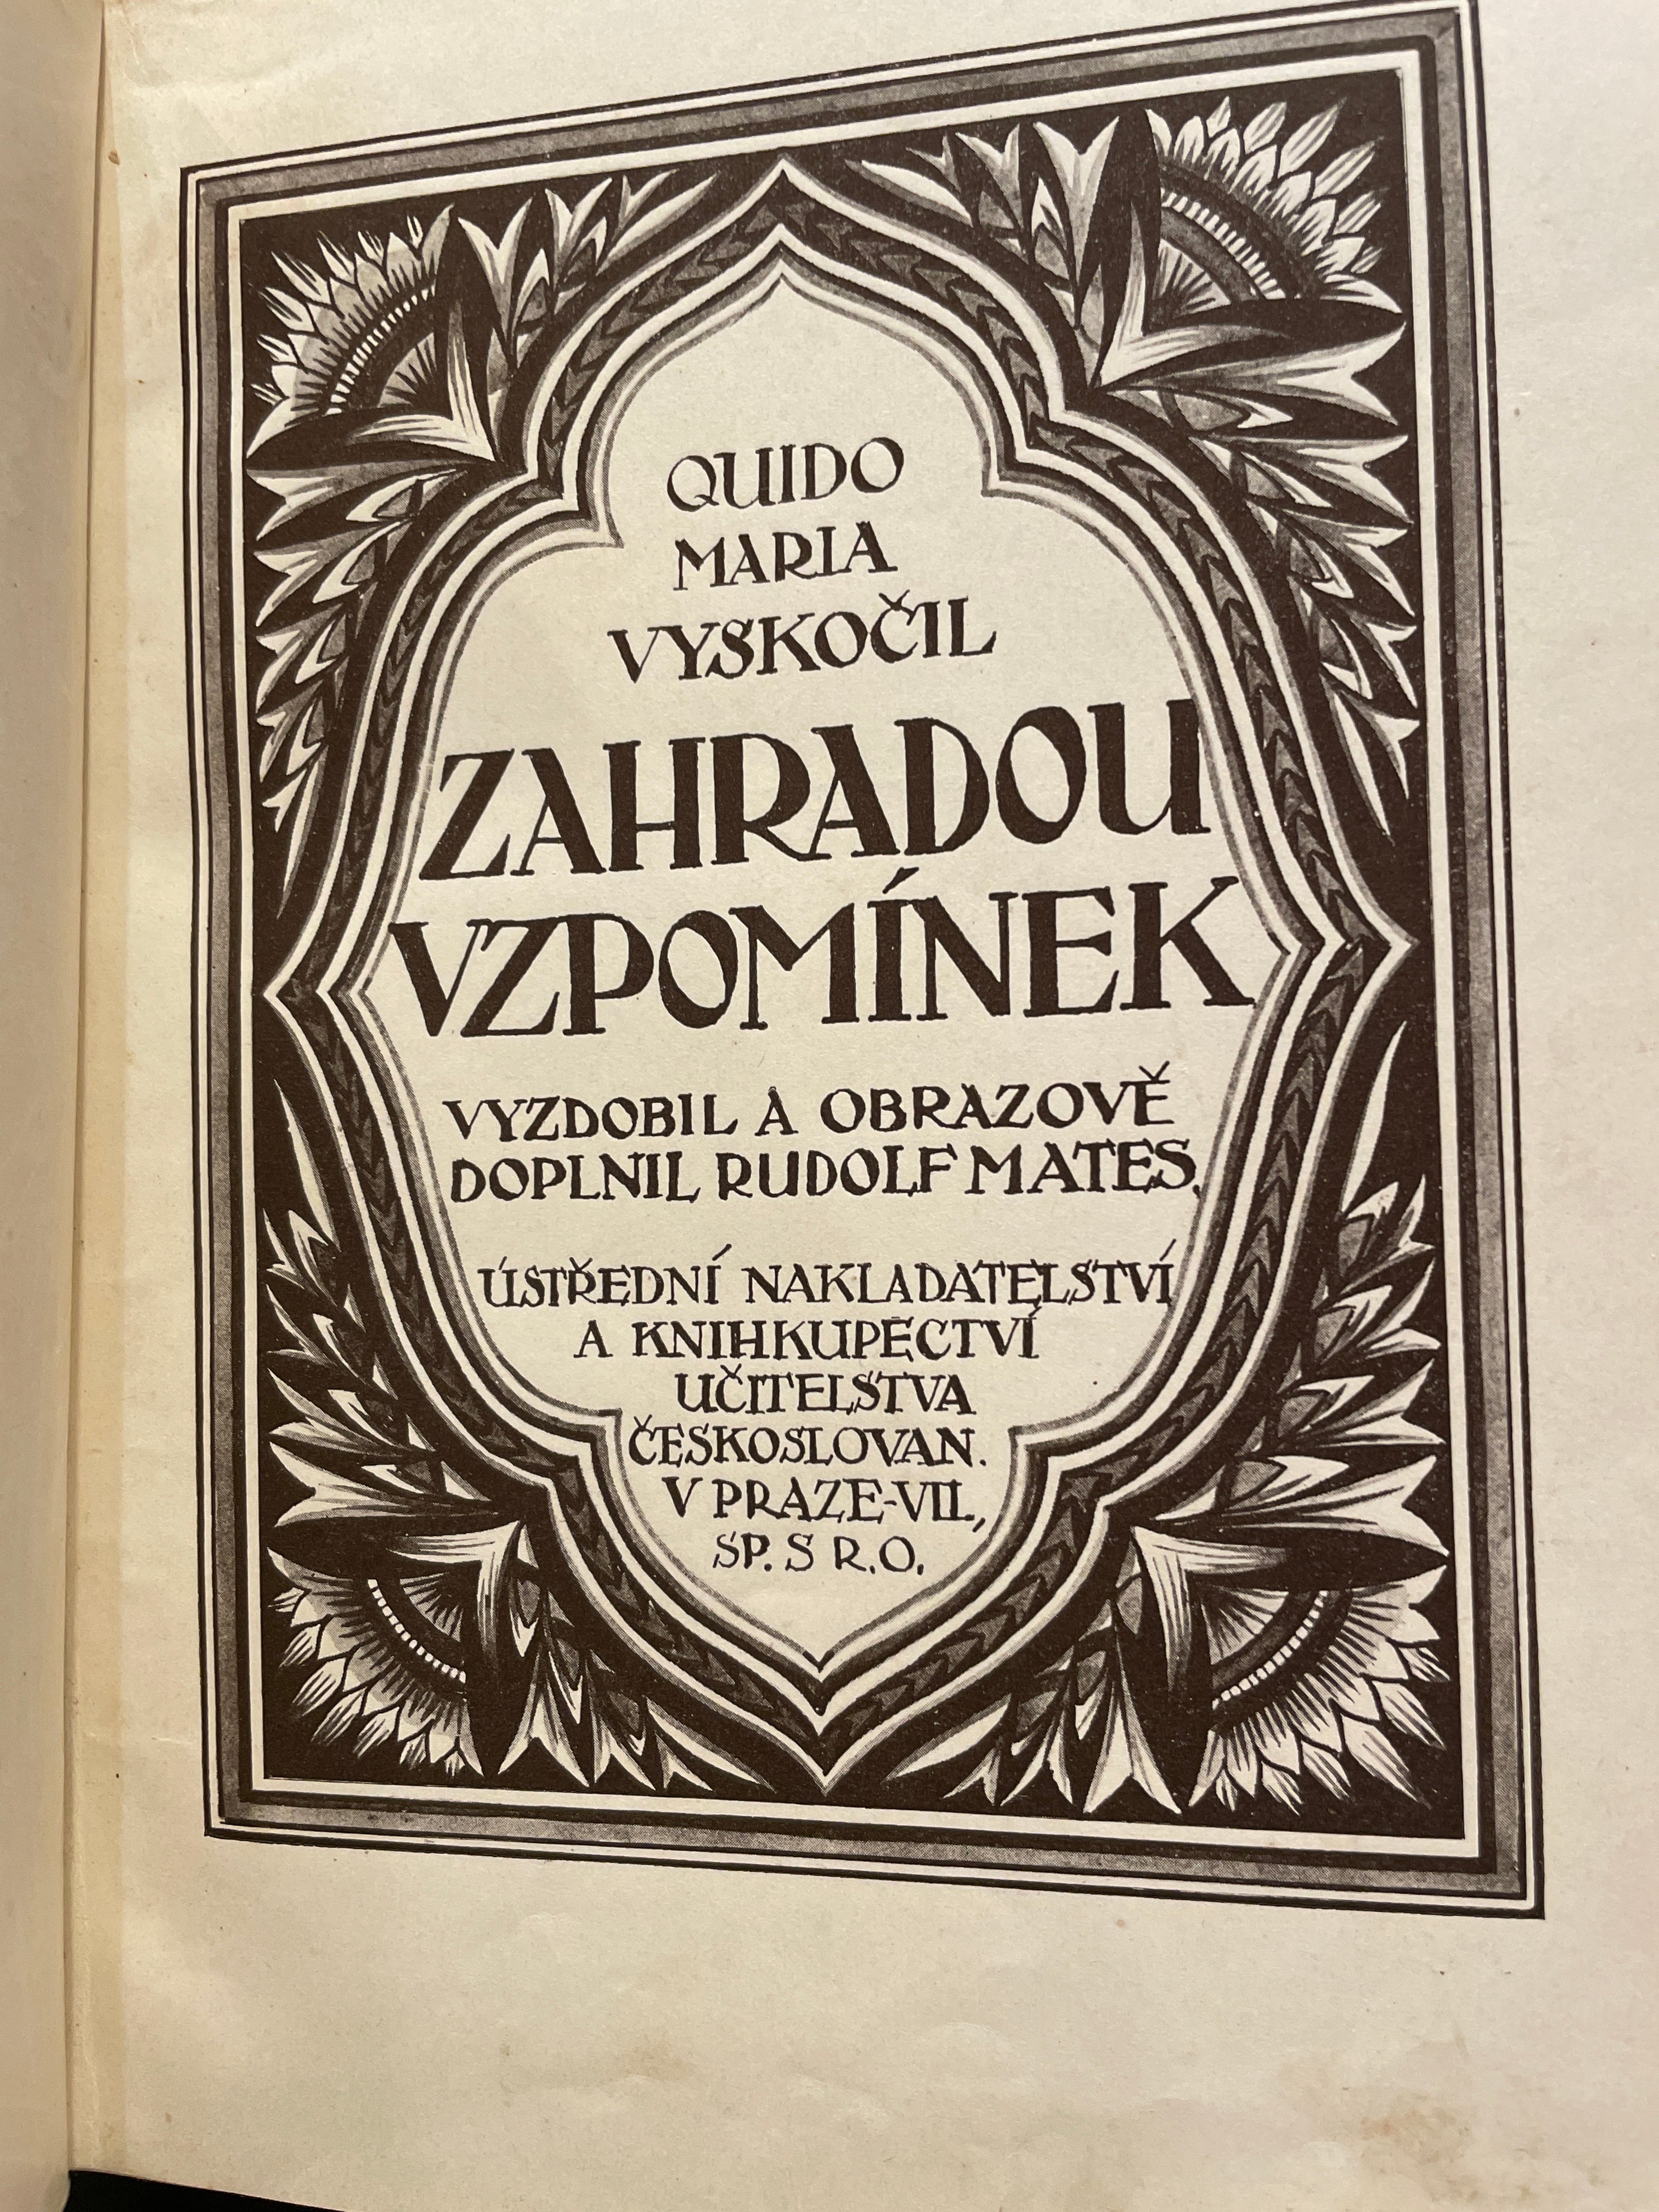 QUIDO
MARIA
VYSKOČIL
ZAHRADOU
VZPOMÍNEK
VYZDOBIL A OBRAZOVĚ
DOPLNIL RUDOLF MATES.
ÚSTŘEDNÍ NAKLADATELSTVÍ
A KNIHKUPECTVÍ
UČITELSTVA
ČESKOSLOVAN.
V PRAZE-VII.,
SP. S R.O.